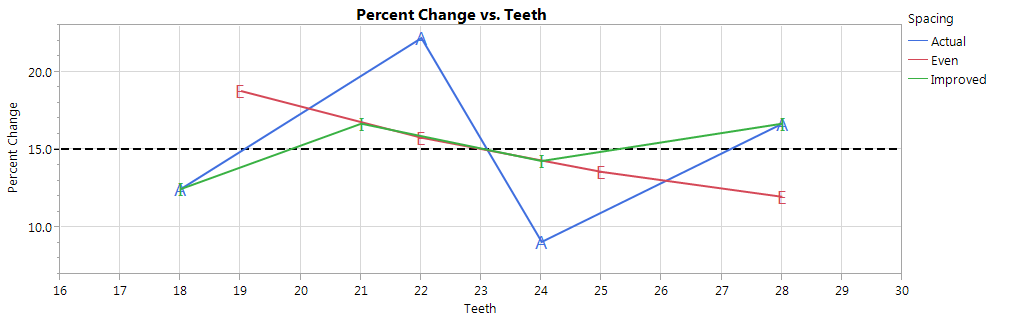 Percent Change vs. Teeth
Spacing
Actual
Even
Improved
Percent Change
20.0
15.0
10.0
A
E
I
A
E
I
A
E
I
A
E
I
16 17 18 19 20 21 22 23 24 25 26 27 28 29 30
Teeth